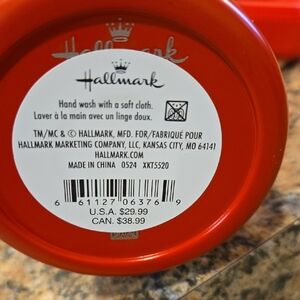 Hallmark
Hallmark
Hand wash with a soft cloth.
Laver à la main avec un linge doux.
TM/MC & © HALLMARK, MFD. FOR/FABRIQUÉ POUR
HALLMARK MARKETING COMPANY, LLC, KANSAS CITY, MO 64141
HALLMARK.COM
MADE IN CHINA 0524 XKT5520
6 61127 06376 9
U.S.A. $29.99
CAN. $38.99